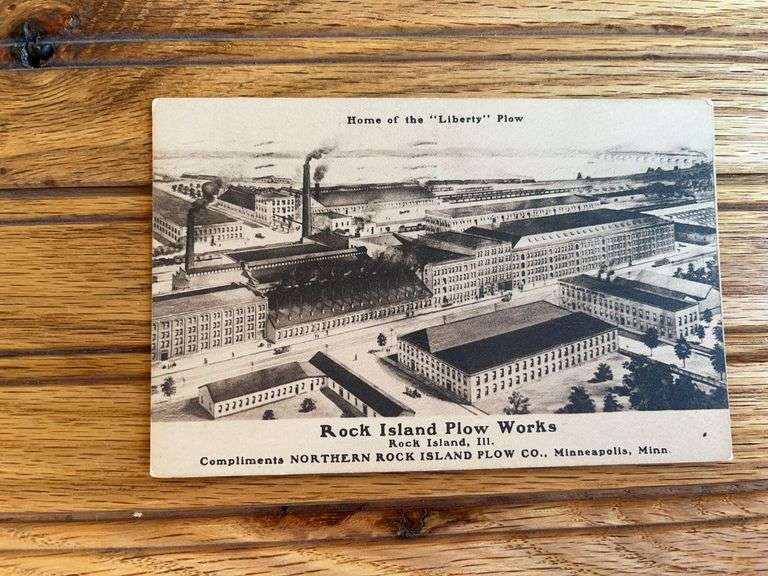 Home of the "Liberty" Plow
Rock Island Plow Works
Rock Island, Ill.
Compliments NORTHERN ROCK ISLAND PLOW CO., Minneapolis, Minn.